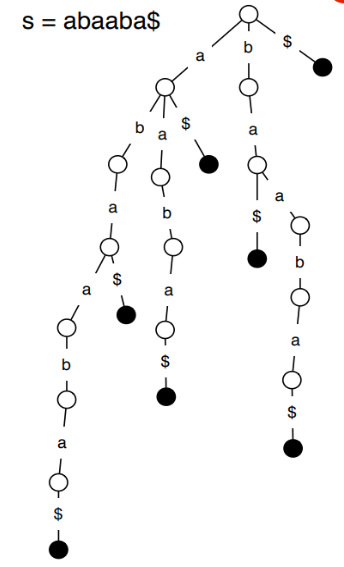 s = abaaba$
a b $
b a $ a
a b $ a
a $ a b
b $ a
a $
$